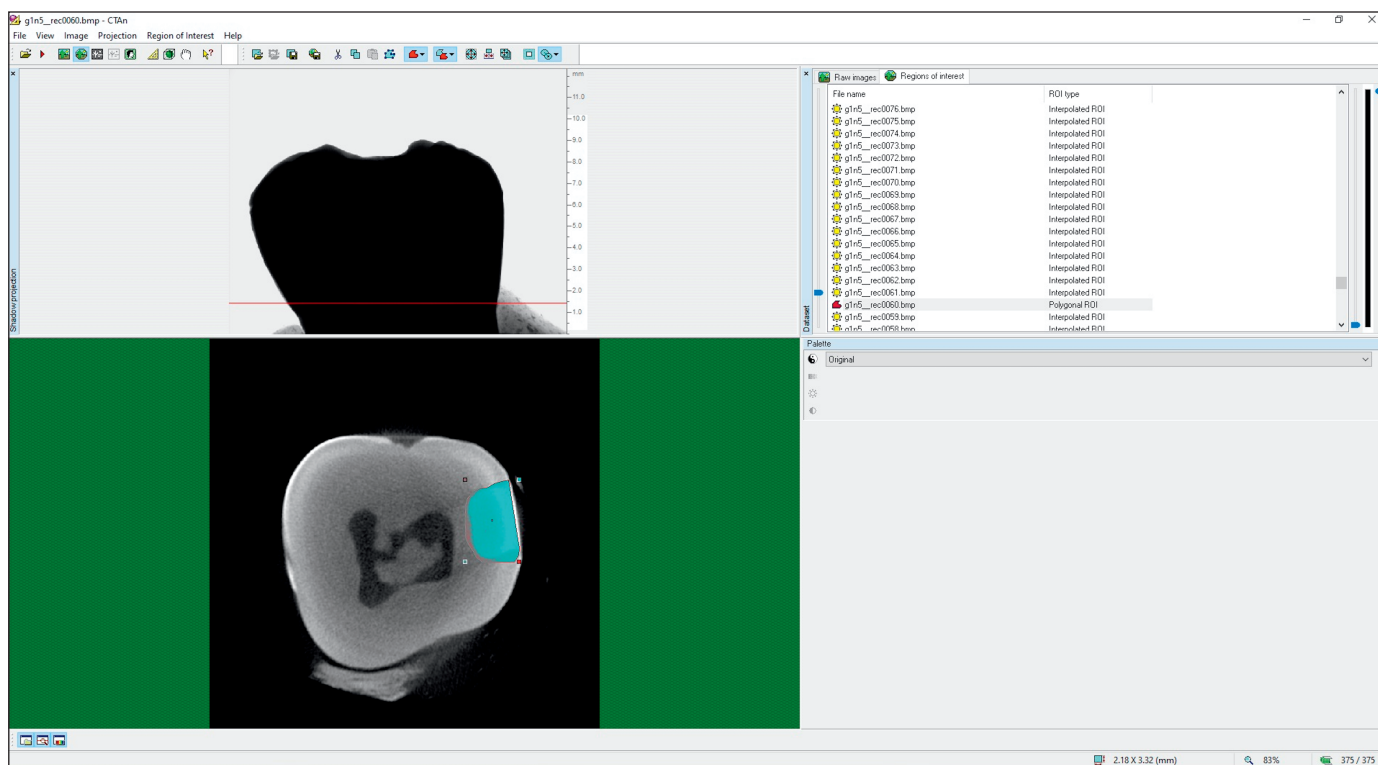 g1n5__rec0060.bmp - CTAn
File View Image Projection Region of Interest Help
mm
11.0
10.0
9.0
8.0
7.0
6.0
5.0
4.0
3.0
2.0
1.0
Shadow projection
Raw images Regions of interest
File name ROI type
g1n5__rec0076.bmp Interpolated ROI
g1n5__rec0075.bmp Interpolated ROI
g1n5__rec0074.bmp Interpolated ROI
g1n5__rec0073.bmp Interpolated ROI
g1n5__rec0072.bmp Interpolated ROI
g1n5__rec0071.bmp Interpolated ROI
g1n5__rec0070.bmp Interpolated ROI
g1n5__rec0069.bmp Interpolated ROI
g1n5__rec0068.bmp Interpolated ROI
g1n5__rec0067.bmp Interpolated ROI
g1n5__rec0066.bmp Interpolated ROI
g1n5__rec0065.bmp Interpolated ROI
g1n5__rec0064.bmp Interpolated ROI
g1n5__rec0063.bmp Interpolated ROI
g1n5__rec0062.bmp Interpolated ROI
g1n5__rec0061.bmp Interpolated ROI
g1n5__rec0060.bmp Polygonal ROI
g1n5__rec0059.bmp Interpolated ROI
g1n5__rec0058.bmp Interpolated ROI
Dataset
Palette
Original
2.18 X 3.32 (mm) 83% 375 / 375